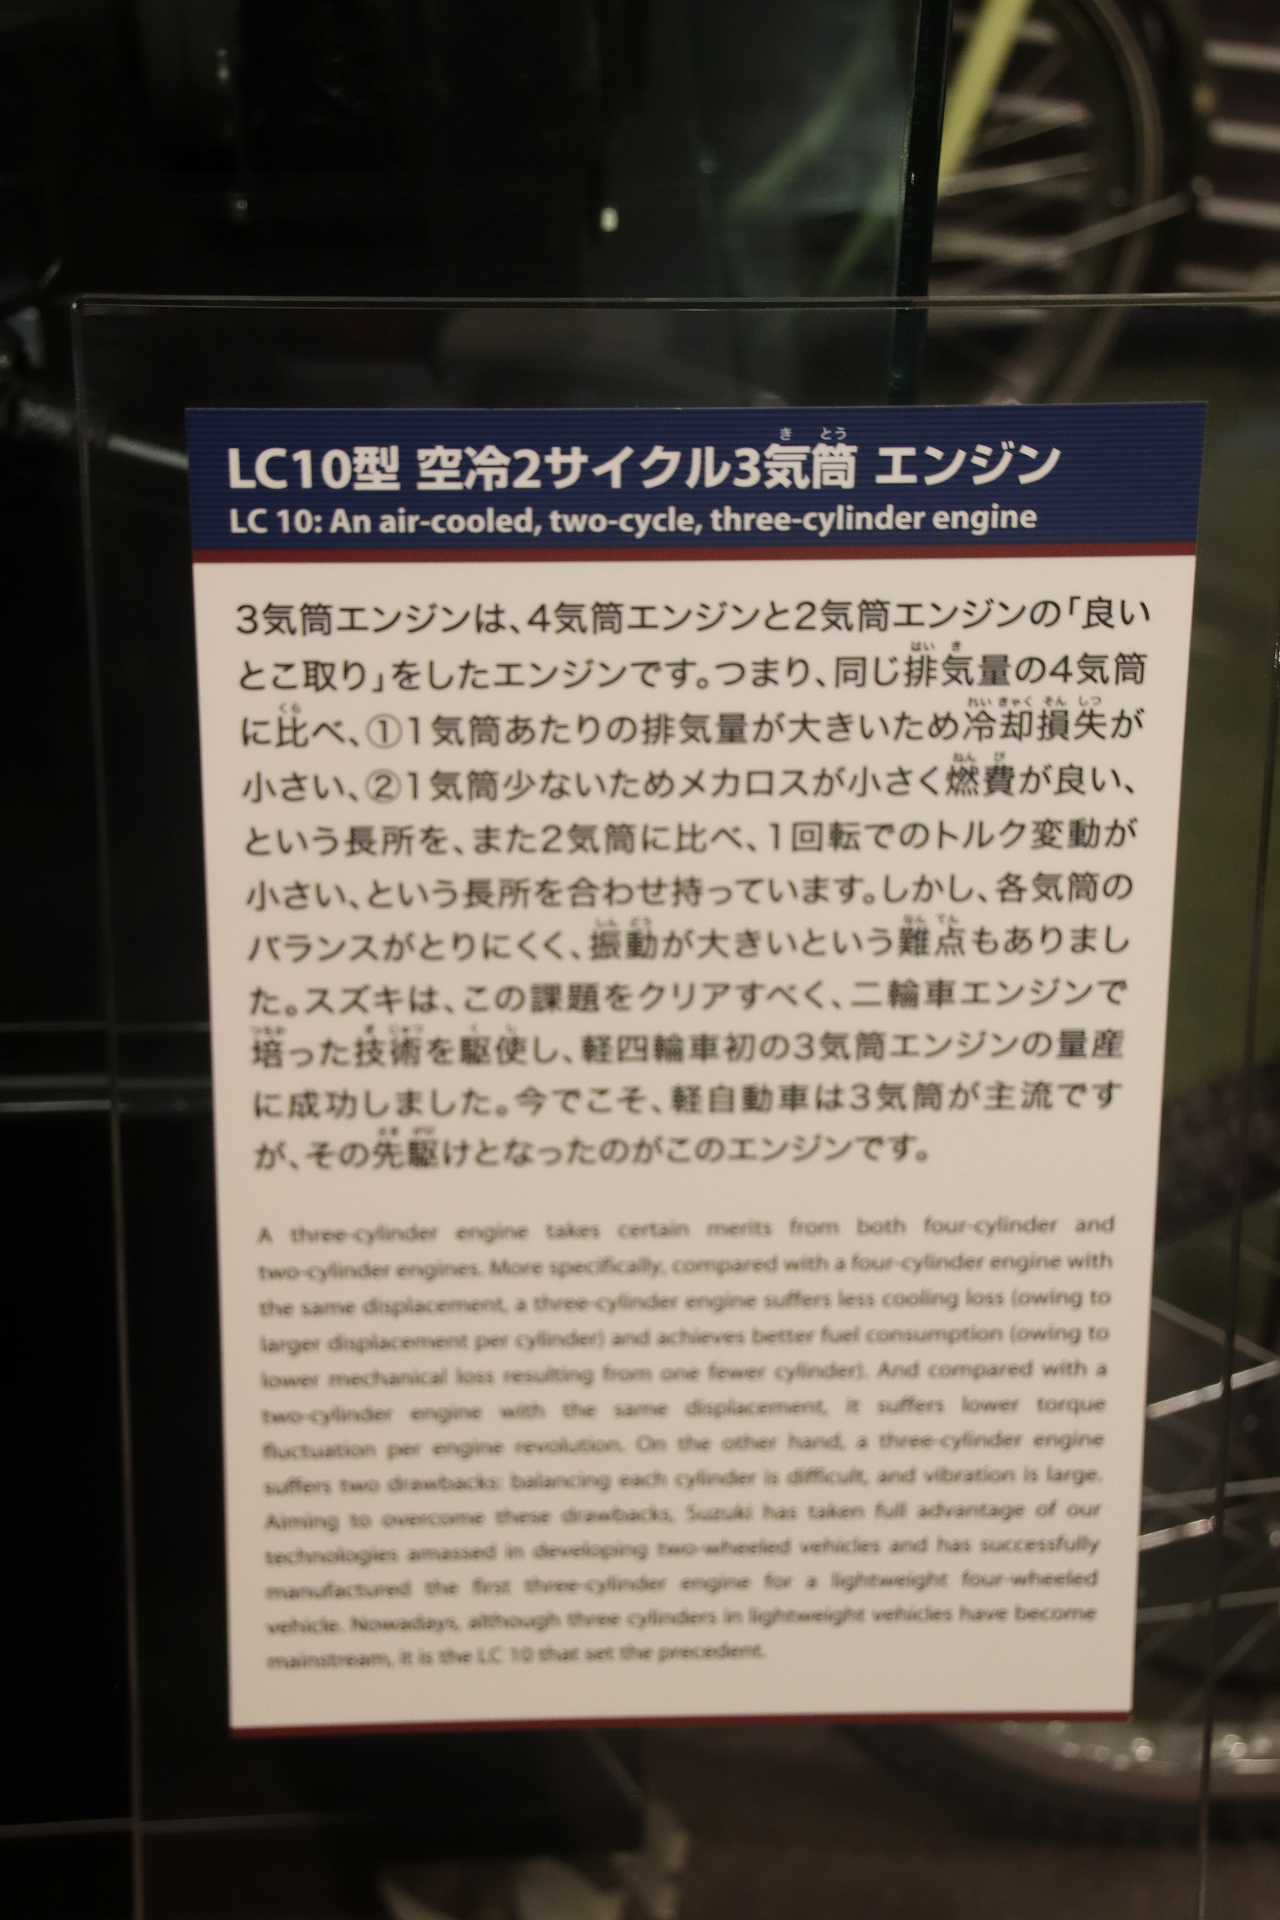 LC10型 空冷2サイクル3気筒 エンジン
LC 10: An air-cooled, two-cycle, three-cylinder engine
3気筒エンジンは、4気筒エンジンと2気筒エンジンの「良い
とこ取り」をしたエンジンです。つまり、同じ排気量の4気筒
に比べ、①1気筒あたりの排気量が大きいため冷却損失が
小さい、②1気筒少ないためメカロスが小さく燃費が良い、
という長所を、また2気筒に比べ、1回転でのトルク変動が
小さい、という長所を合わせ持っています。しかし、各気筒の
バランスがとりにくく、振動が大きいという難点もありまし
た。スズキは、この課題をクリアすべく、二輪車エンジンで
培った技術を駆使し、軽四輪車初の3気筒エンジンの量産
に成功しました。今でこそ、軽自動車は3気筒が主流です
が、その先駆けとなったのがこのエンジンです。
A three-cylinder engine takes certain merits from both four-cylinder and
two-cylinder engines. More specifically, compared with a four-cylinder engine with
the same displacement, a three-cylinder engine suffers less cooling loss (owing to
larger displacement per cylinder) and achieves better fuel consumption (owing to
lower mechanical loss resulting from one fewer cylinder). And compared with a
two-cylinder engine with the same displacement, it suffers lower torque
fluctuation per engine revolution. On the other hand, a three-cylinder engine
suffers two drawbacks: balancing each cylinder is difficult, and vibration is large.
Aiming to overcome these drawbacks, Suzuki has taken full advantage of our
technologies amassed in developing two-wheeled vehicles and has successfully
manufactured the first three-cylinder engine for a lightweight four-wheeled
vehicle. Nowadays, although three cylinders in lightweight vehicles have become
mainstream, it is the LC 10 that set the precedent.